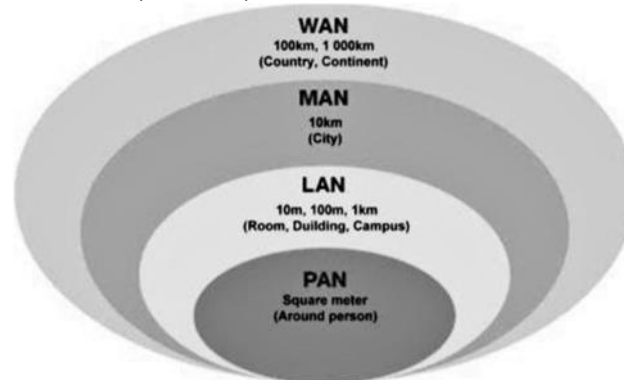 WAN
100km, 1 000km
(Country, Continent)
MAN
10km
(City)
LAN
10m, 100m, 1km
(Room, Duilding, Campus)
PAN
Square meter
(Around person)